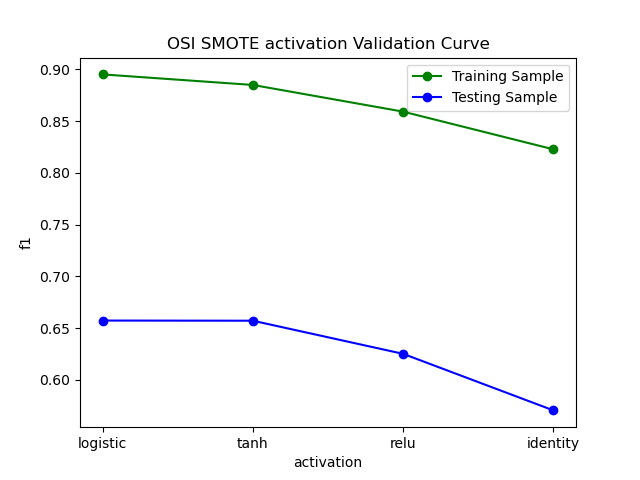 OSI SMOTE activation Validation Curve
Training Sample
Testing Sample
0.90
0.85
0.80
0.75
0.70
0.65
0.60
f1
logistic tanh relu identity
activation